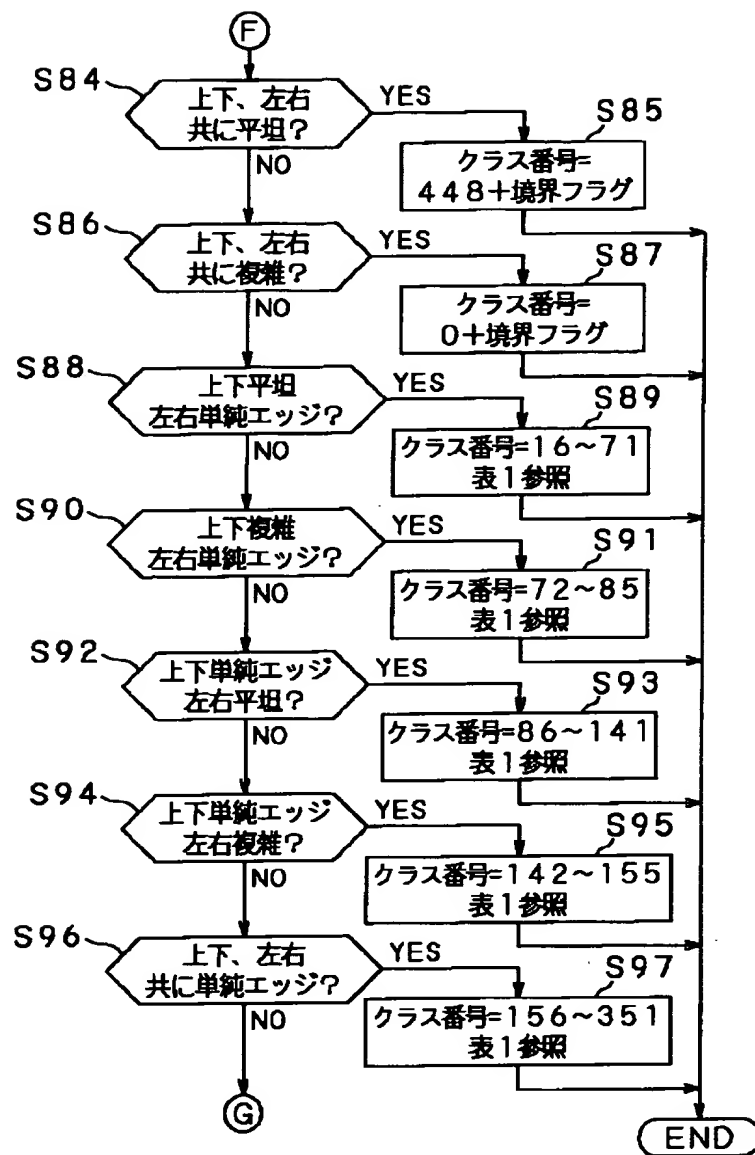 F
S84
上下、左右
共に平坦?
YES
NO
S85
クラス番号=
448+境界フラグ
S86
上下、左右
共に複雑?
YES
NO
S87
クラス番号=
0+境界フラグ
S88
上下平坦
左右単純エッジ?
YES
NO
S89
クラス番号=16~71
表1参照
S90
上下複雑
左右単純エッジ?
YES
NO
S91
クラス番号=72~85
表1参照
S92
上下単純エッジ
左右平坦?
YES
NO
S93
クラス番号=86~141
表1参照
S94
上下単純エッジ
左右複雑?
YES
NO
S95
クラス番号=142~155
表1参照
S96
上下、左右
共に単純エッジ?
YES
NO
S97
クラス番号=156~351
表1参照
G
END